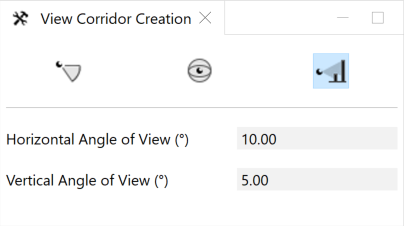 View Corridor Creation
Horizontal Angle of View (°) 10.00
Vertical Angle of View (°) 5.00